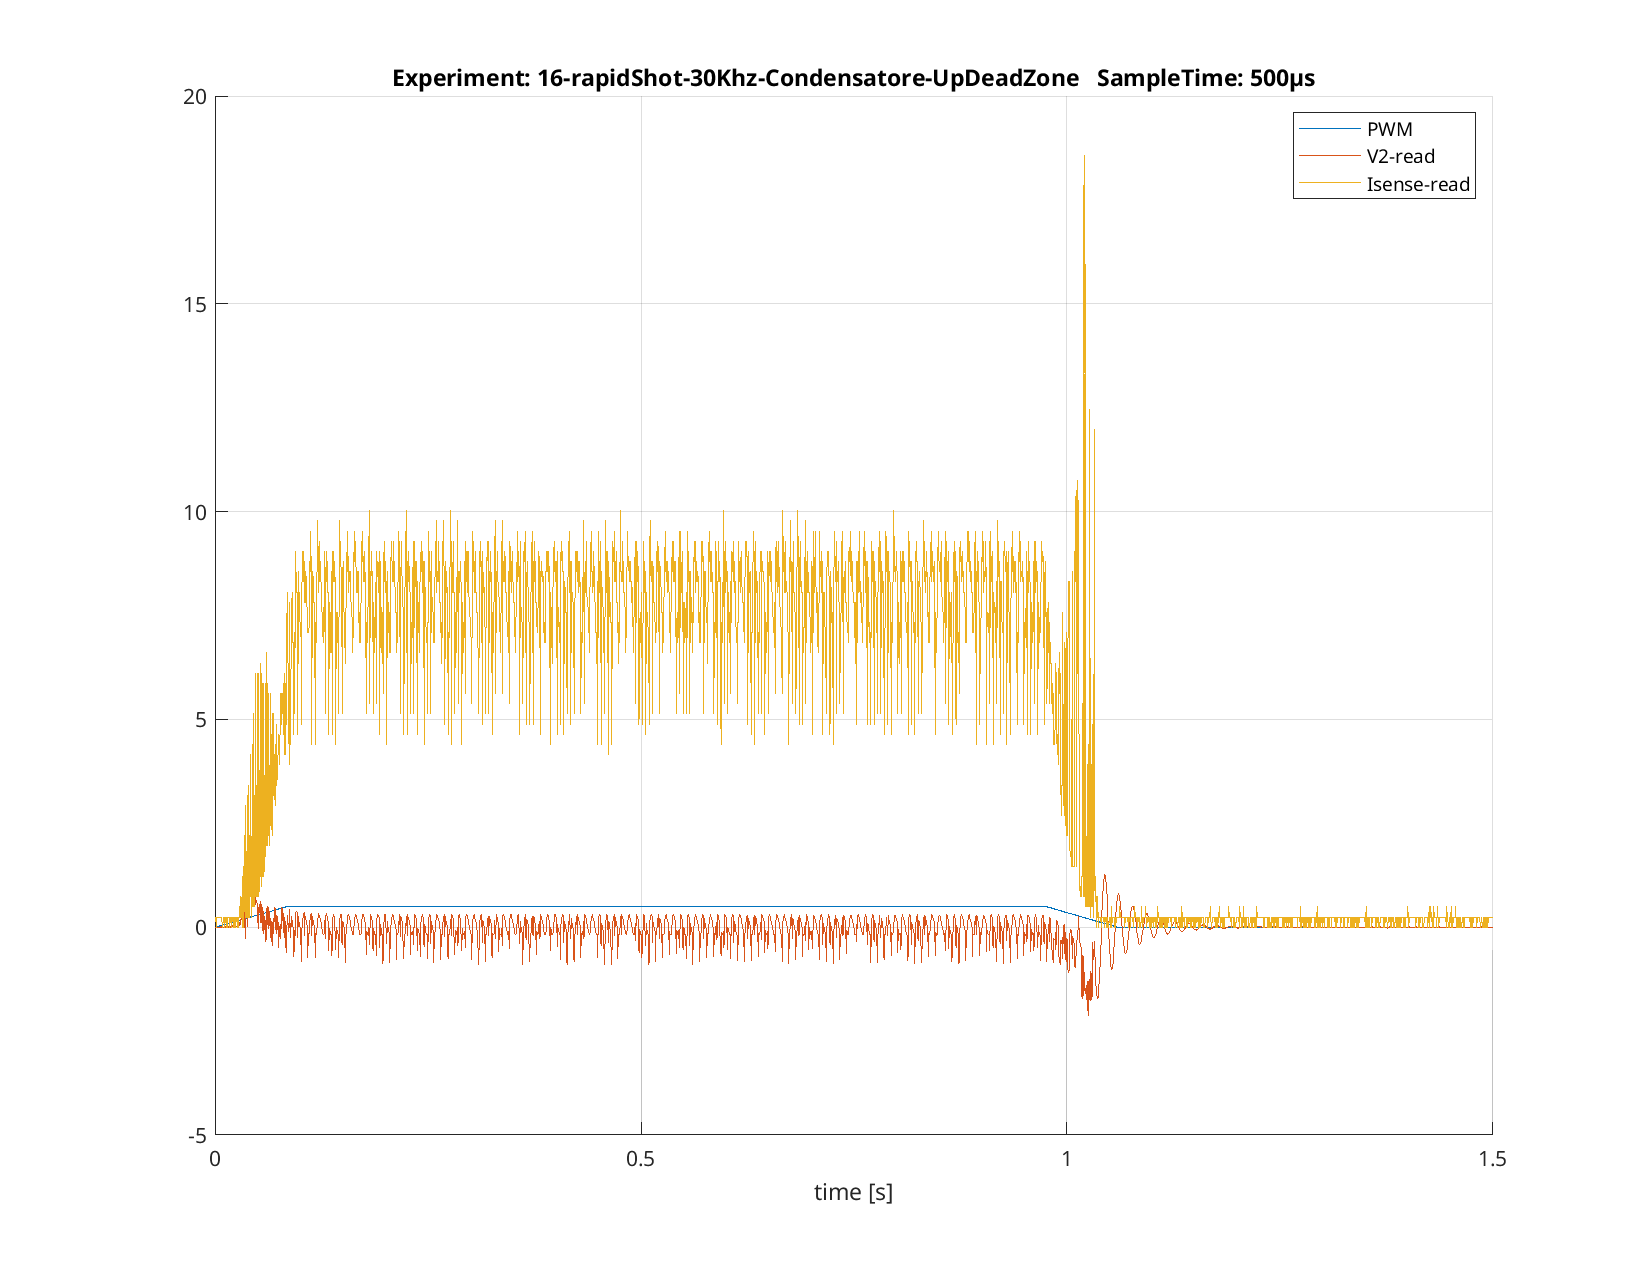 Experiment: 16-rapidShot-30Khz-Condensatore-UpDeadZone   SampleTime: 500µs
20
PWM
V2-read
Isense-read
15
10
5
0
-5
0
0.5
1
1.5
time [s]